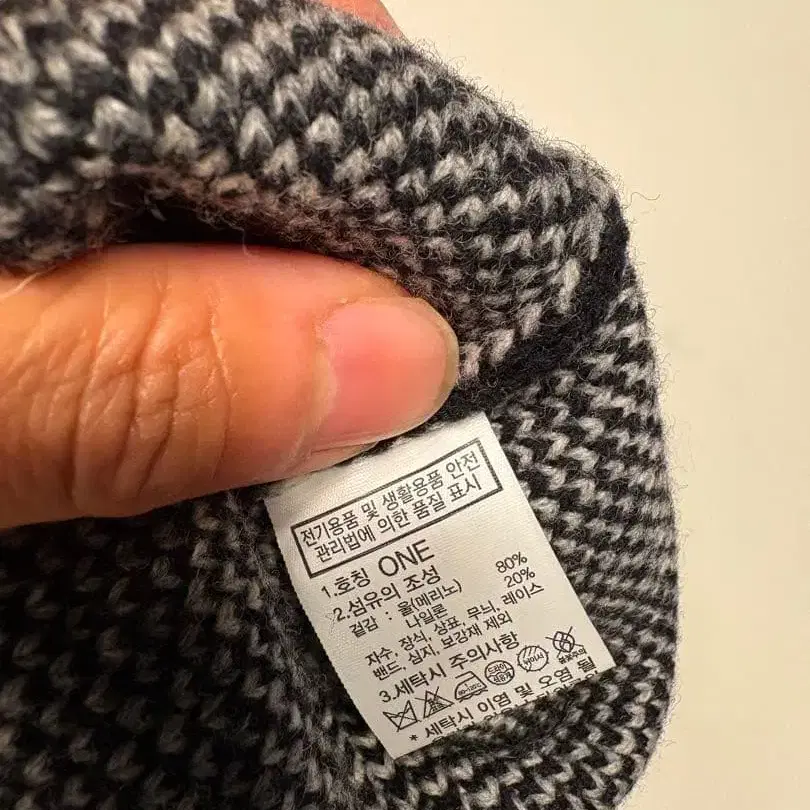 전기용품 및 생활용품 안전
관리법에 의한 품질 표시
1.호칭 ONE
2.섬유의 조성
겉감 : 울(메리노) 80%
나일론 20%
자수, 장식, 상표, 무늬, 레이스
밴드, 심지, 보강재 제외
3.세탁시 주의사항
* 세탁시 이염 및 오염 될